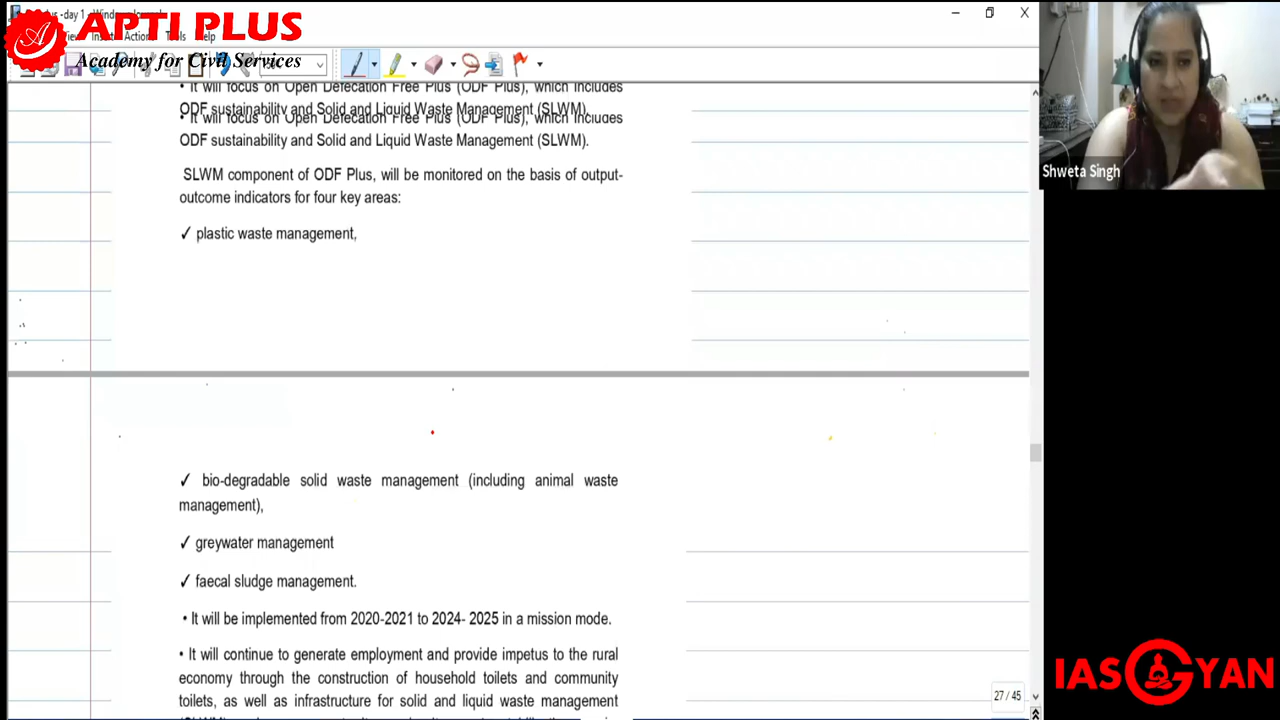 -day 1 - Wind
APTI PLUS
Academy for Civil Services
Actions Tools Help
• It will focus on Open Defecation Free Plus (ODF Plus), which includes
ODF sustainability and Solid and Liquid Waste Management (SLWM).
• It will focus on Open Defecation Free Plus (ODF Plus), which includes
ODF sustainability and Solid and Liquid Waste Management (SLWM).
SLWM component of ODF Plus, will be monitored on the basis of output-
outcome indicators for four key areas:
✓ plastic waste management,
✓ bio-degradable solid waste management (including animal waste
management),
✓ greywater management
✓ faecal sludge management.
• It will be implemented from 2020-2021 to 2024- 2025 in a mission mode.
• It will continue to generate employment and provide impetus to the rural
economy through the construction of household toilets and community
toilets, as well as infrastructure for solid and liquid waste management
Shweta Singh
27 / 45
IAS GYAN